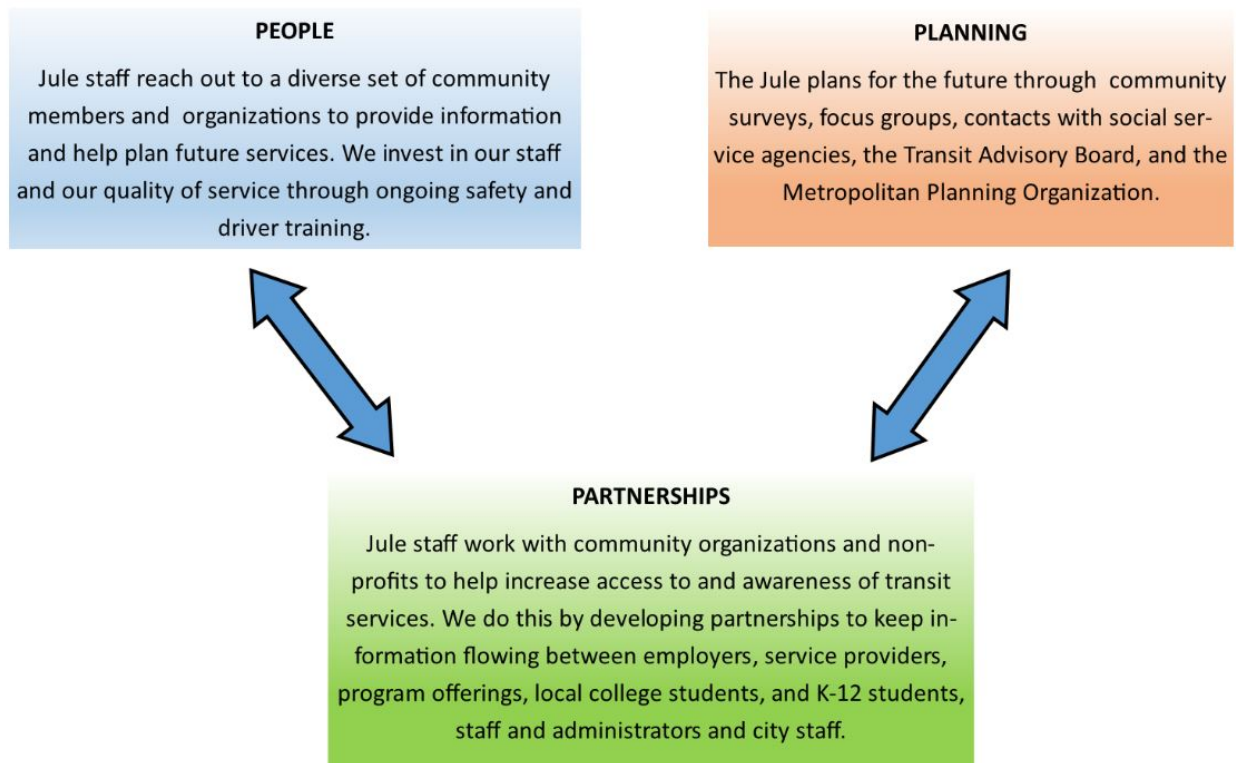 PEOPLE
Jule staff reach out to a diverse set of community
members and organizations to provide information
and help plan future services. We invest in our staff
and our quality of service through ongoing safety and
driver training.
PLANNING
The Jule plans for the future through community
surveys, focus groups, contacts with social ser-
vice agencies, the Transit Advisory Board, and the
Metropolitan Planning Organization.
PARTNERSHIPS
Jule staff work with community organizations and non-
profits to help increase access to and awareness of transit
services. We do this by developing partnerships to keep in-
formation flowing between employers, service providers,
program offerings, local college students, and K-12 students,
staff and administrators and city staff.